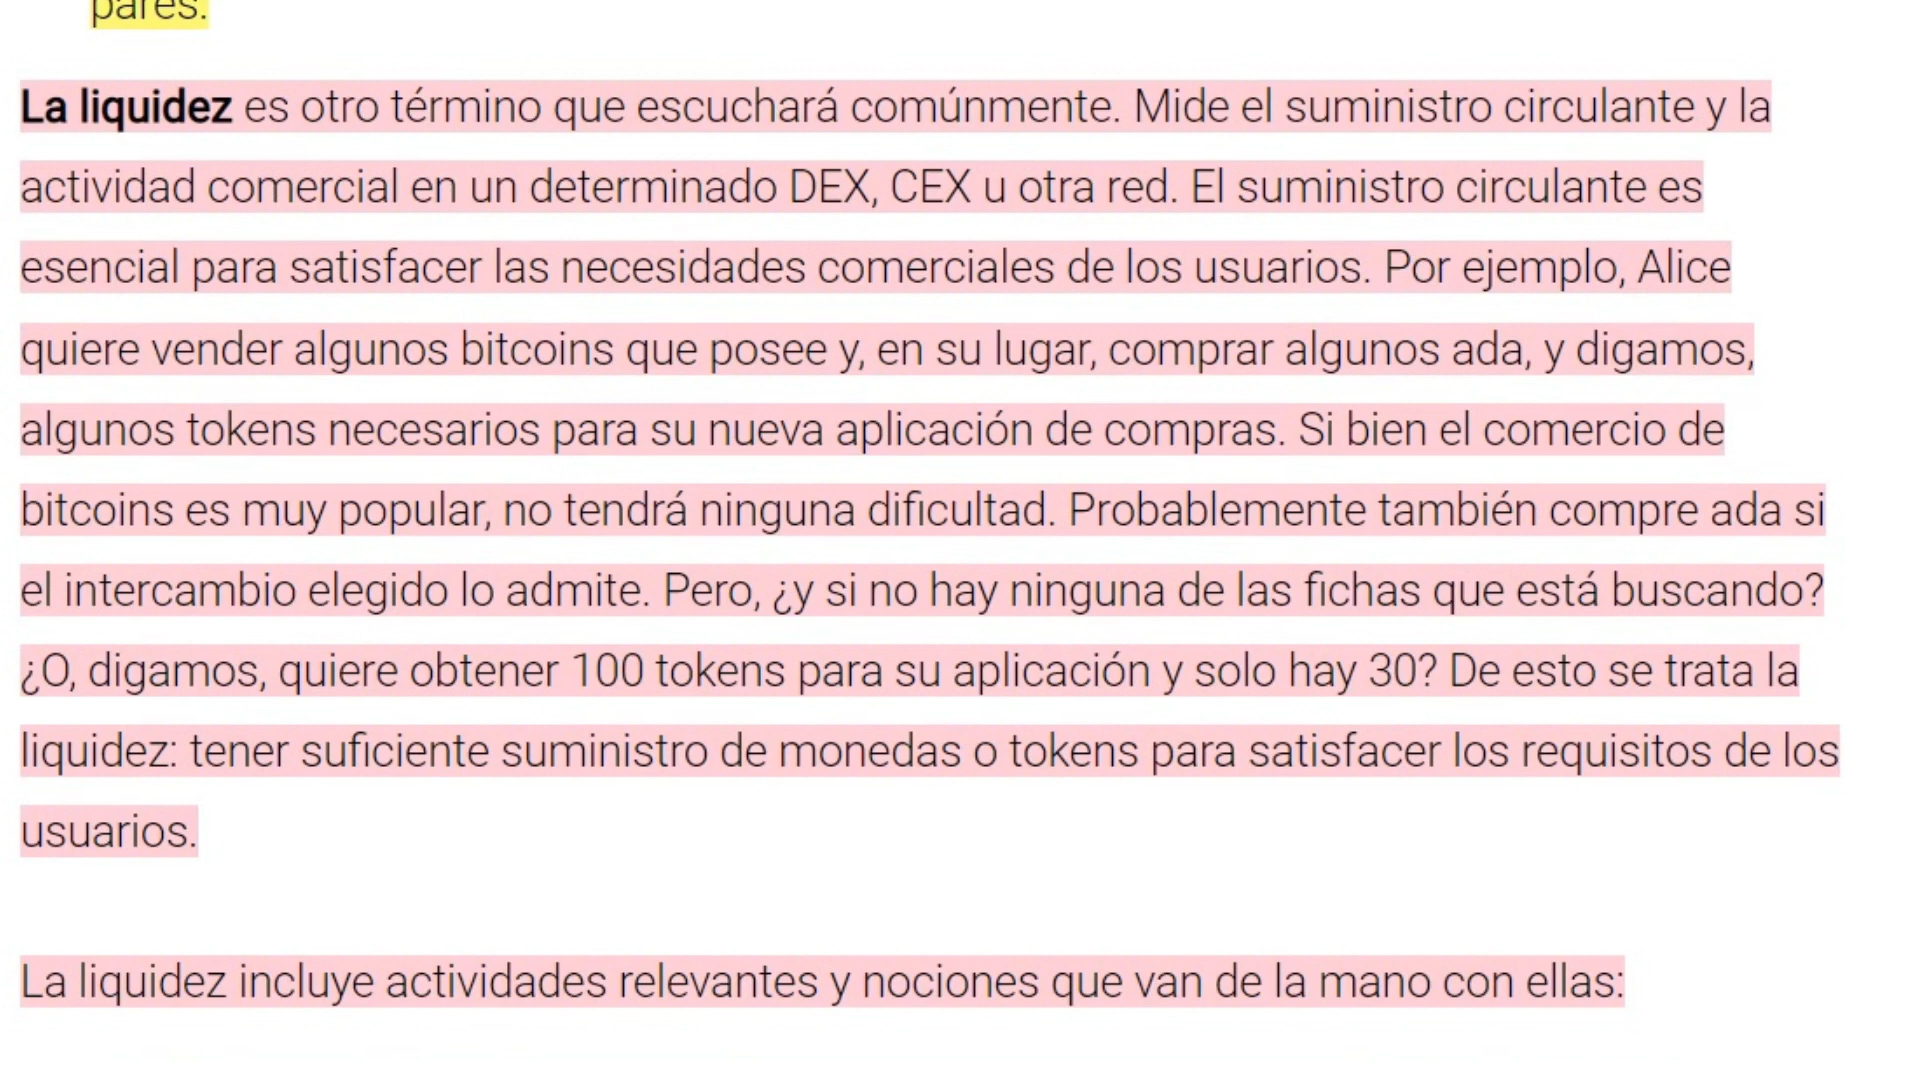 pares.
La liquidez es otro término que escuchará comúnmente. Mide el suministro circulante y la
actividad comercial en un determinado DEX, CEX u otra red. El suministro circulante es
esencial para satisfacer las necesidades comerciales de los usuarios. Por ejemplo, Alice
quiere vender algunos bitcoins que posee y, en su lugar, comprar algunos ada, y digamos,
algunos tokens necesarios para su nueva aplicación de compras. Si bien el comercio de
bitcoins es muy popular, no tendrá ninguna dificultad. Probablemente también compre ada si
el intercambio elegido lo admite. Pero, ¿y si no hay ninguna de las fichas que está buscando?
¿O, digamos, quiere obtener 100 tokens para su aplicación y solo hay 30? De esto se trata la
liquidez: tener suficiente suministro de monedas o tokens para satisfacer los requisitos de los
usuarios.
La liquidez incluye actividades relevantes y nociones que van de la mano con ellas: